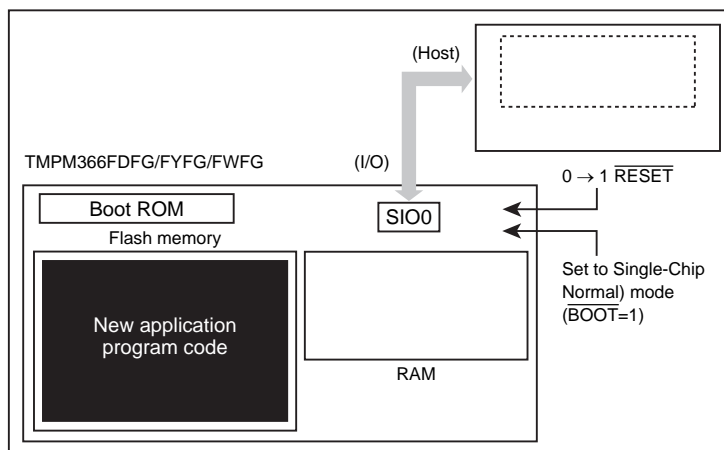 (Host)
TMPM366FDFG/FYFG/FWFG
(I/O)
0 → 1 RESET
Boot ROM
SIO0
Flash memory
Set to Single-Chip
Normal) mode
(BOOT=1)
New application
program code
RAM